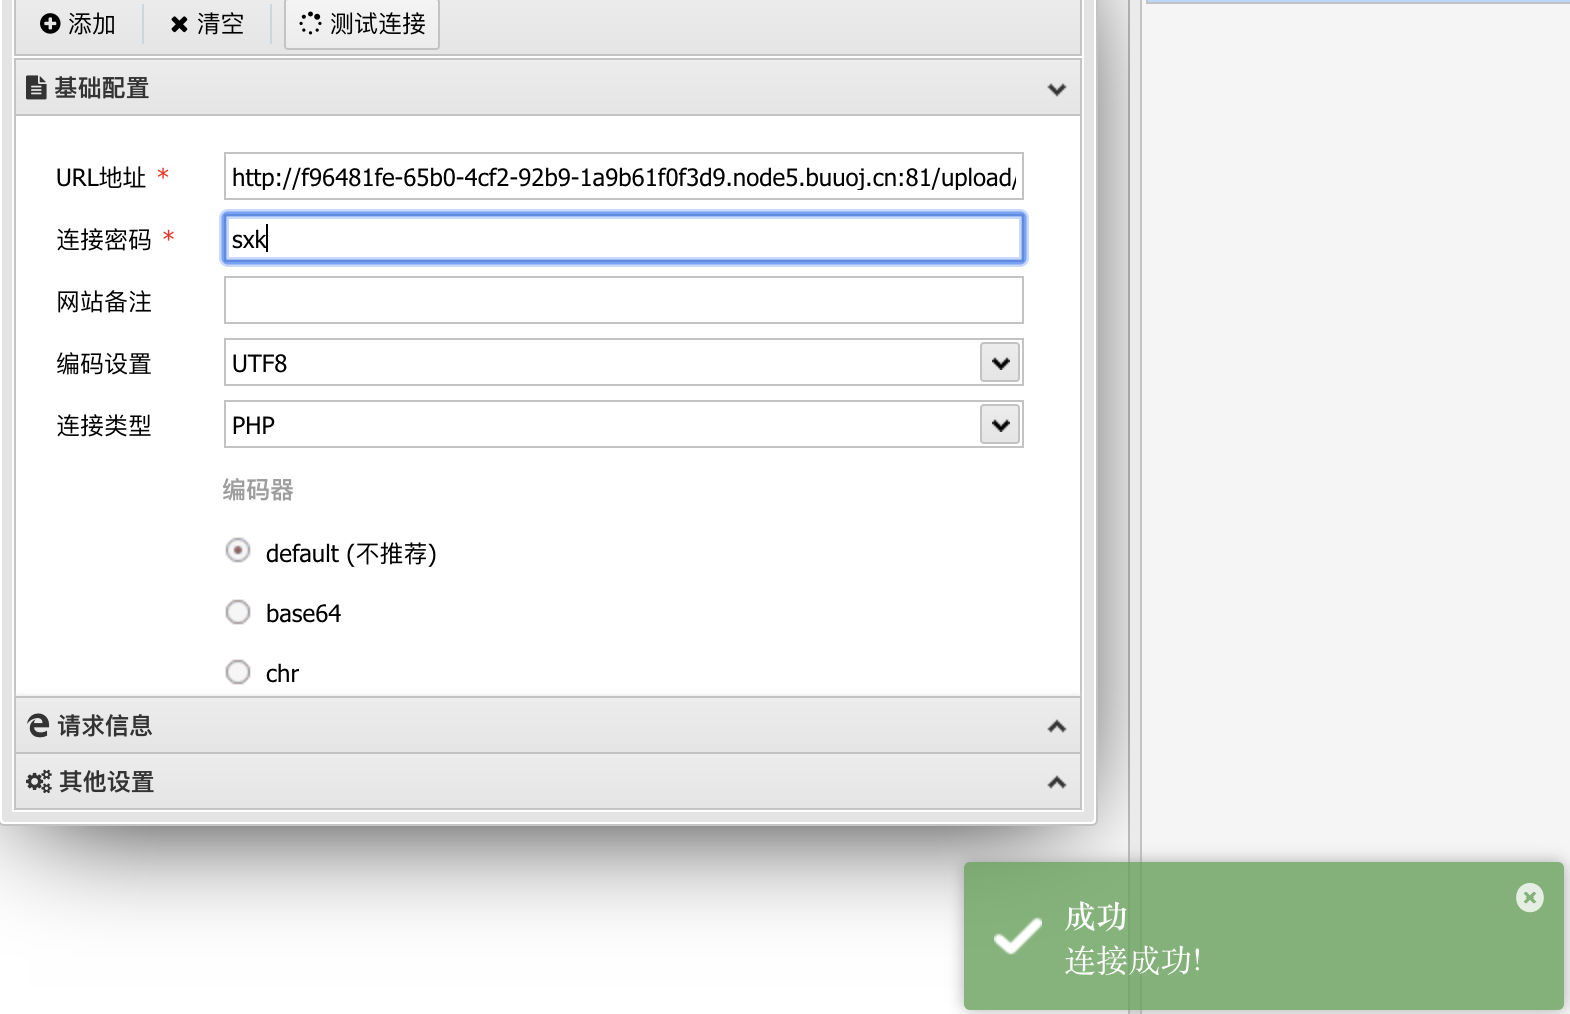 添加 清空 测试连接
基础配置
URL地址 * http://f96481fe-65b0-4cf2-92b9-1a9b61f0f3d9.node5.buuoj.cn:81/upload/
连接密码 * sxk
网站备注
编码设置 UTF8
连接类型 PHP
编码器
default (不推荐)
base64
chr
请求信息
其他设置
成功
连接成功!